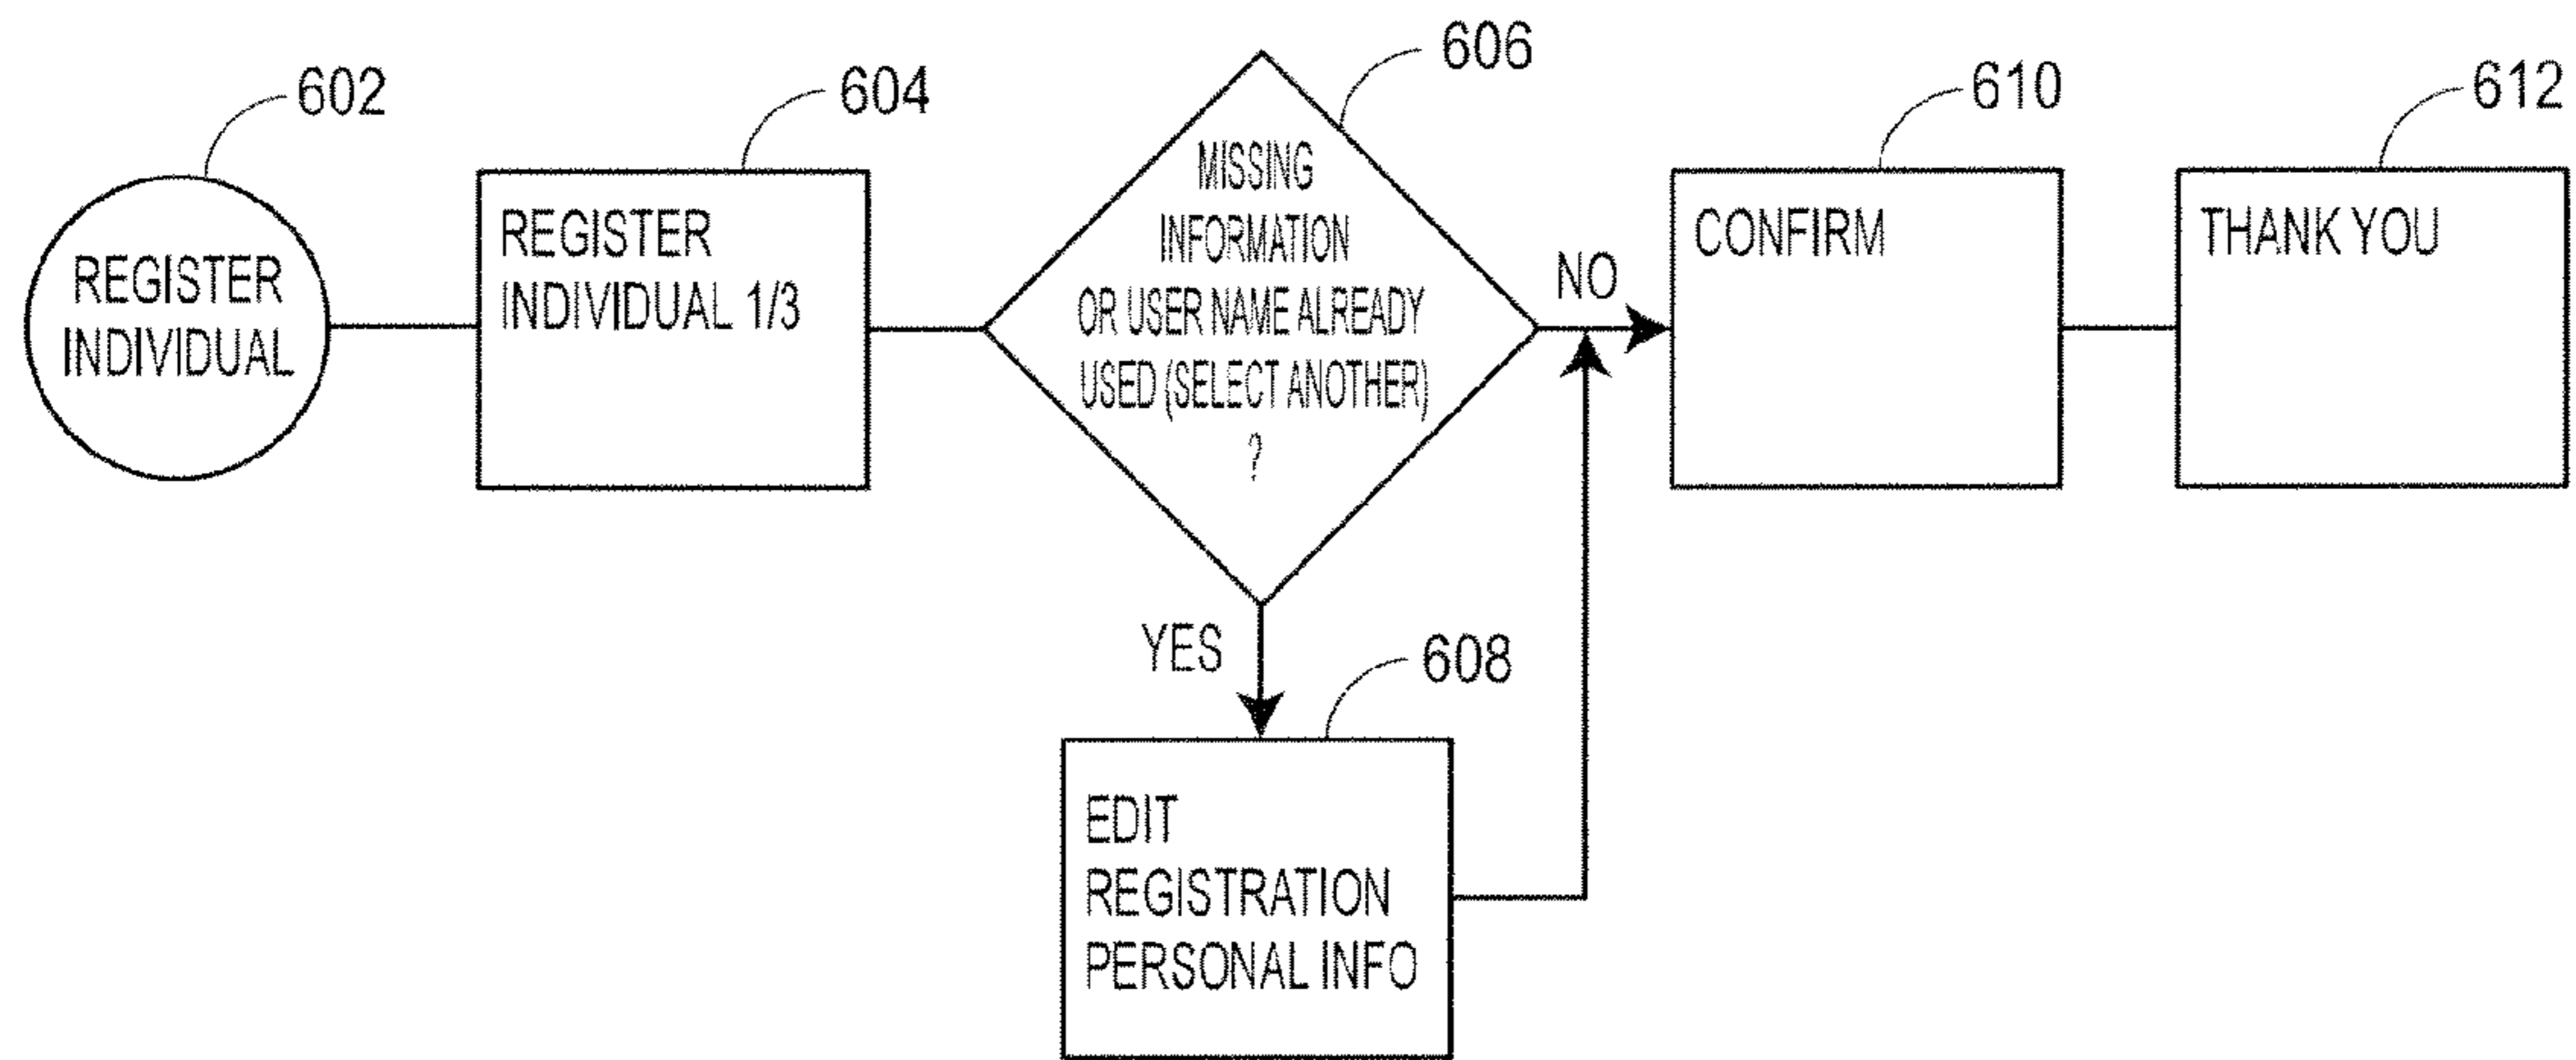 602
REGISTER
INDIVIDUAL
604
REGISTER
INDIVIDUAL 1/3
606
MISSING
INFORMATION
OR USER NAME ALREADY
USED (SELECT ANOTHER)
?
NO
YES
608
EDIT
REGISTRATION
PERSONAL INFO
610
CONFIRM
612
THANK YOU